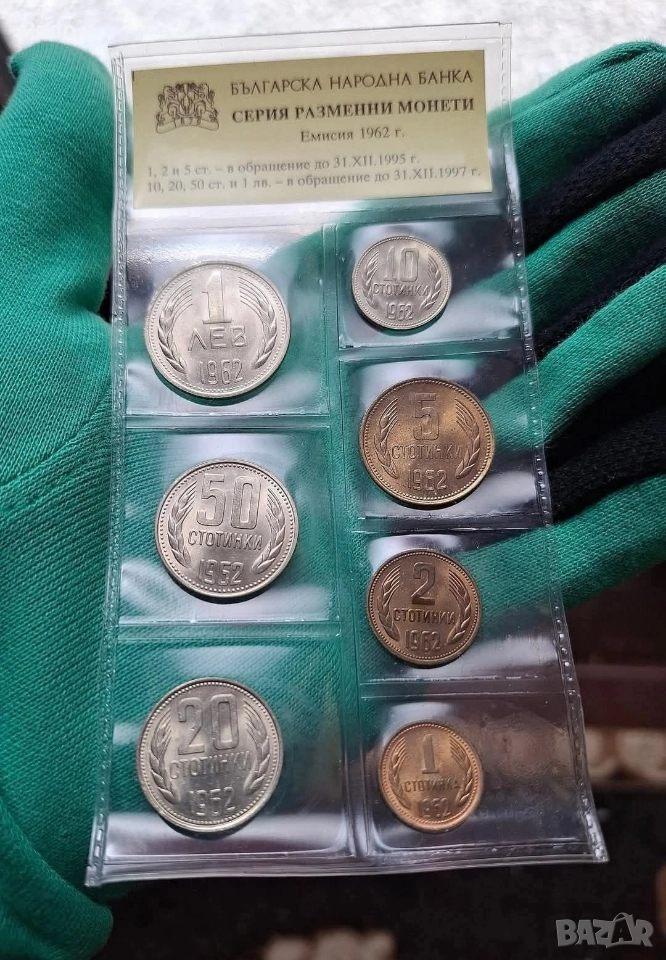 БЪЛГАРСКА НАРОДНА БАНКА
СЕРИЯ РАЗМЕННИ МОНЕТИ
Емисия 1962 г.
1, 2 и 5 ст. – в обращение до 31.XII.1995 г.
10, 20, 50 ст. и 1 лв. – в обращение до 31.XII.1997 г.
1
ЛЕВ
1962
10
СТОТИНКИ
1962
50
СТОТИНКИ
1962
5
СТОТИНКИ
1962
2
СТОТИНКИ
1962
20
СТОТИНКИ
1952
1
СТОТИНКА
1962
BAZAR